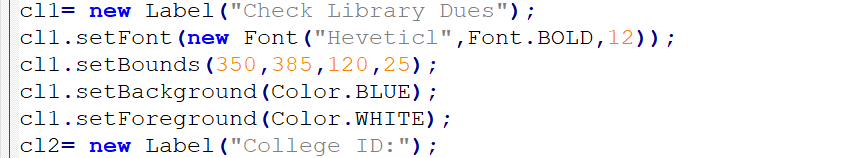 cl1= new Label("Check Library Dues");
cl1.setFont(new Font("Heveticl",Font.BOLD,12));
cl1.setBounds(350,385,120,25);
cl1.setBackground(Color.BLUE);
cl1.setForeground(Color.WHITE);
cl2= new Label("College ID:");